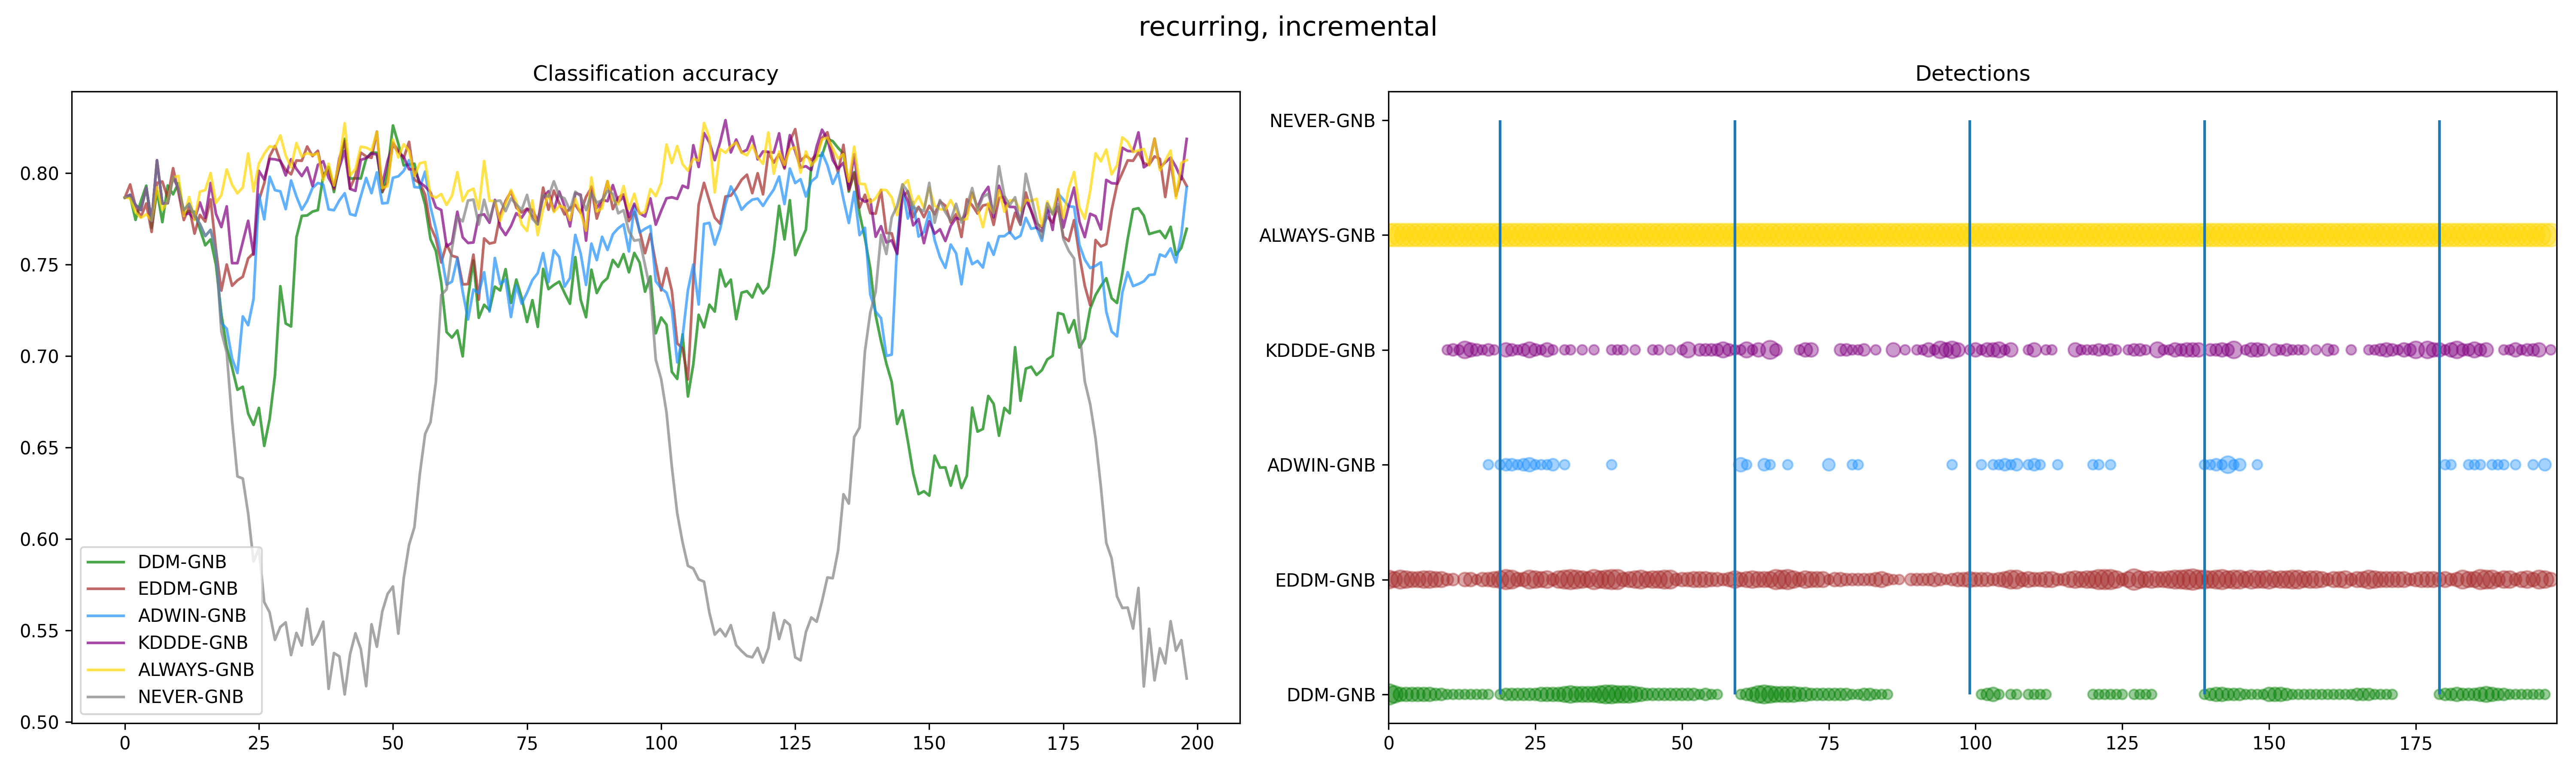 recurring, incremental
Classification accuracy
0.80
0.75
0.70
0.65
0.60
0.55
0.50
DDM-GNB
EDDM-GNB
ADWIN-GNB
KDDDE-GNB
ALWAYS-GNB
NEVER-GNB
0 25 50 75 100 125 150 175 200
Detections
NEVER-GNB
ALWAYS-GNB
KDDDE-GNB
ADWIN-GNB
EDDM-GNB
DDM-GNB
0 25 50 75 100 125 150 175